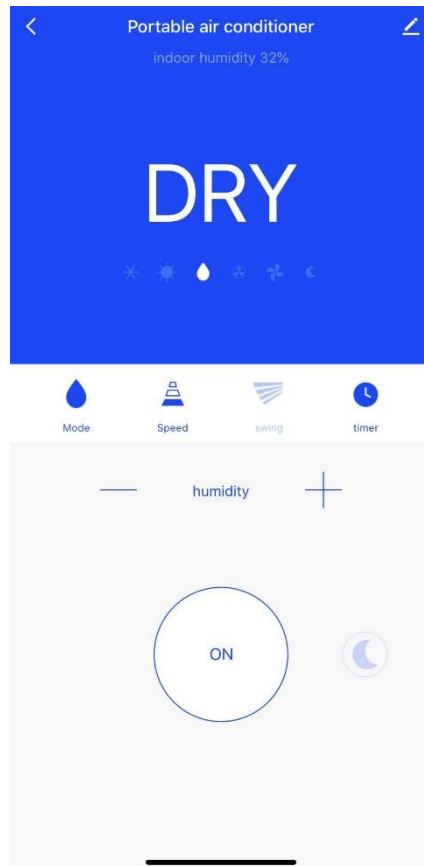 Portable air conditioner
indoor humidity 32%
DRY
Mode Speed swing timer
humidity
ON